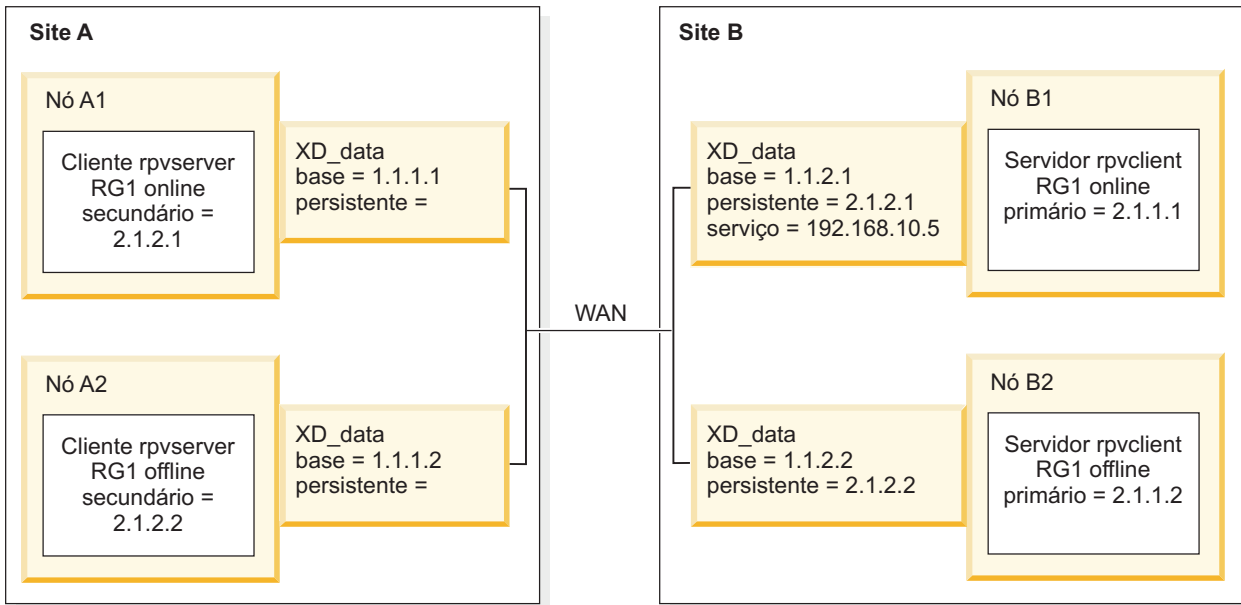 Site A
Nó A1
Cliente rpvserver
RG1 online
secundário =
2.1.2.1
XD_data
base = 1.1.1.1
persistente =
Nó A2
Cliente rpvserver
RG1 offline
secundário =
2.1.2.2
XD_data
base = 1.1.1.2
persistente =
WAN
Site B
XD_data
base = 1.1.2.1
persistente = 2.1.2.1
serviço = 192.168.10.5
Nó B1
Servidor rpvclient
RG1 online
primário = 2.1.1.1
XD_data
base = 1.1.2.2
persistente = 2.1.2.2
Nó B2
Servidor rpvclient
RG1 offline
primário = 2.1.1.2